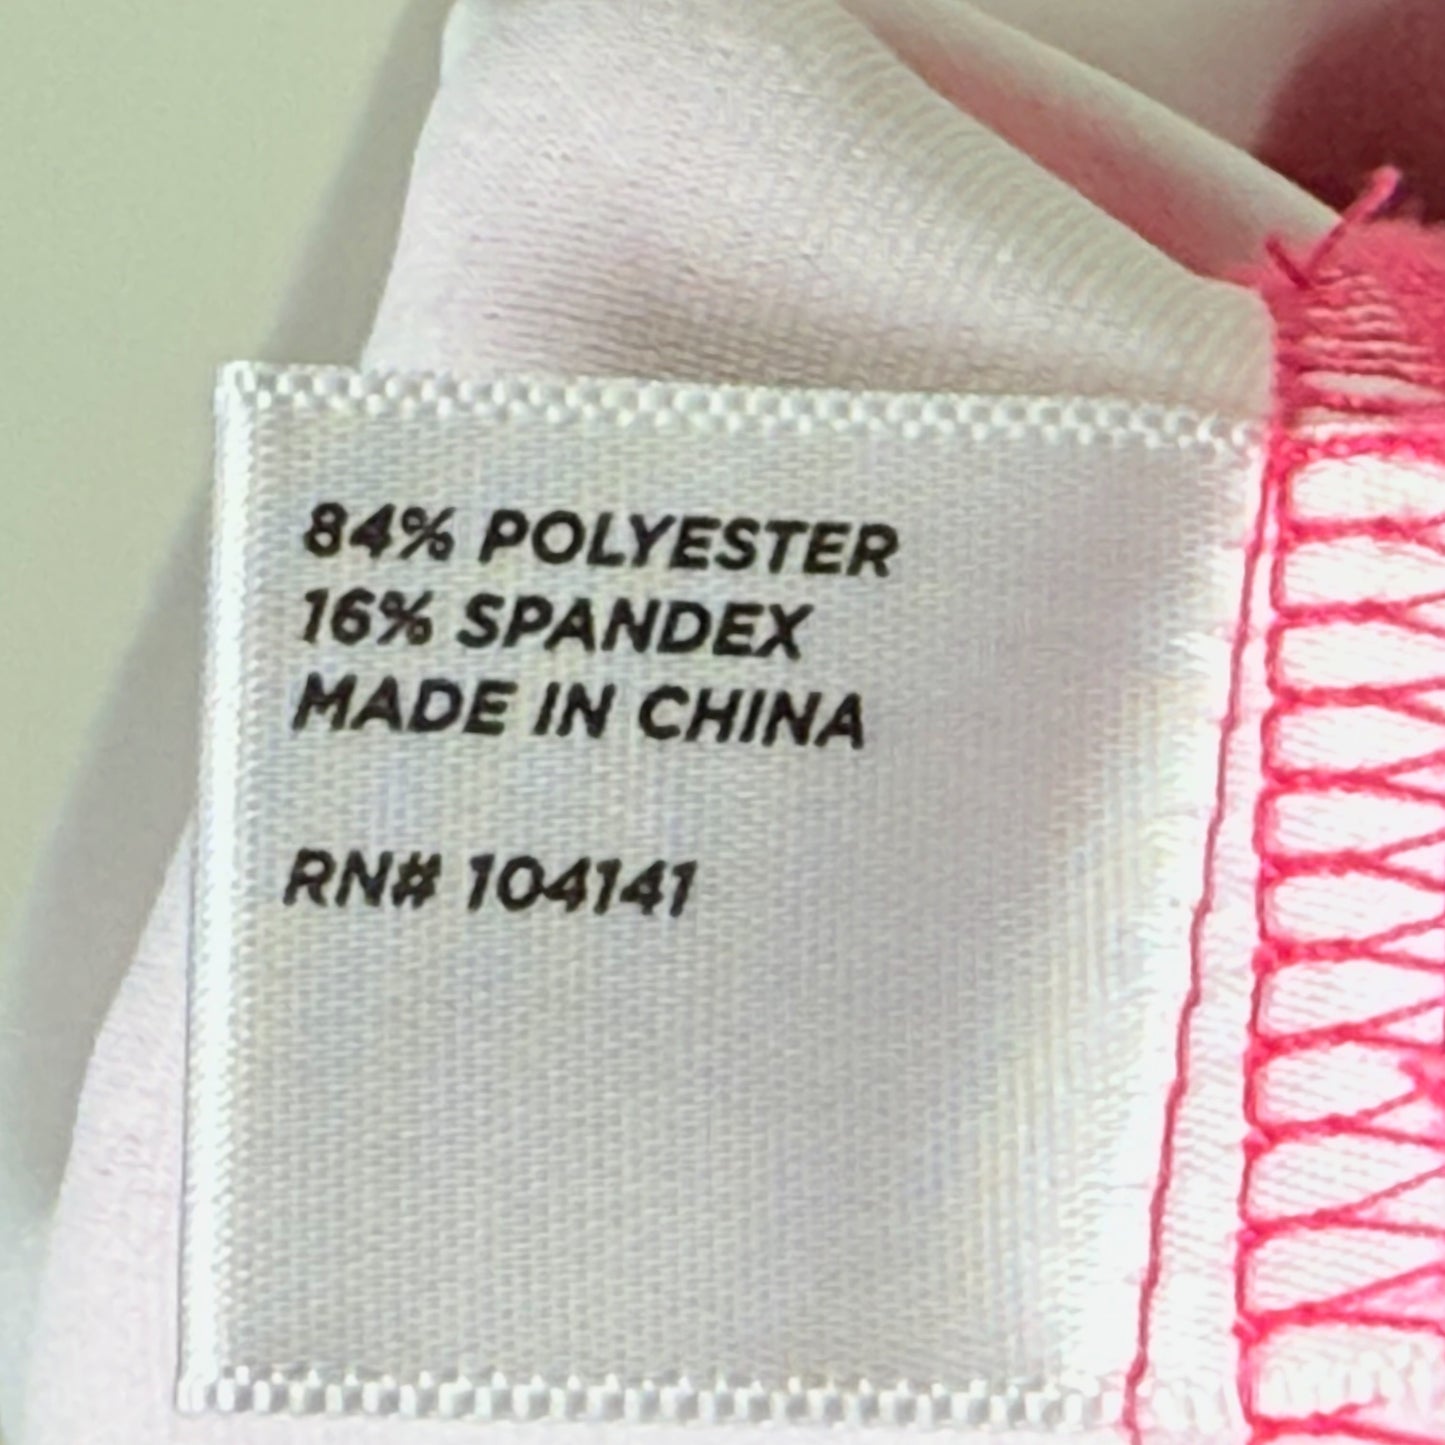 84% POLYESTER
16% SPANDEX
MADE IN CHINA
RN# 104141